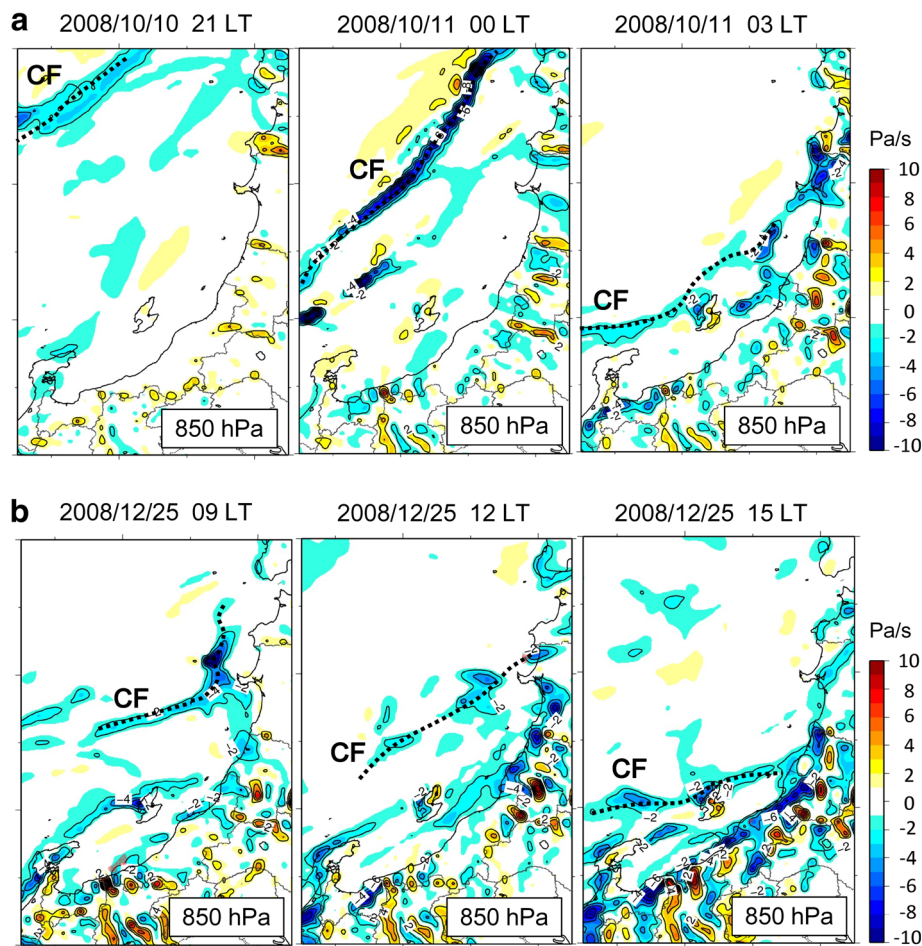 a
2008/10/10 21 LT
2008/10/11 00 LT
2008/10/11 03 LT
CF
CF
CF
850 hPa
850 hPa
850 hPa
Pa/s
10
8
6
4
2
0
-2
-4
-6
-8
-10
b
2008/12/25 09 LT
2008/12/25 12 LT
2008/12/25 15 LT
CF
CF
CF
850 hPa
850 hPa
850 hPa
Pa/s
10
8
6
4
2
0
-2
-4
-6
-8
-10